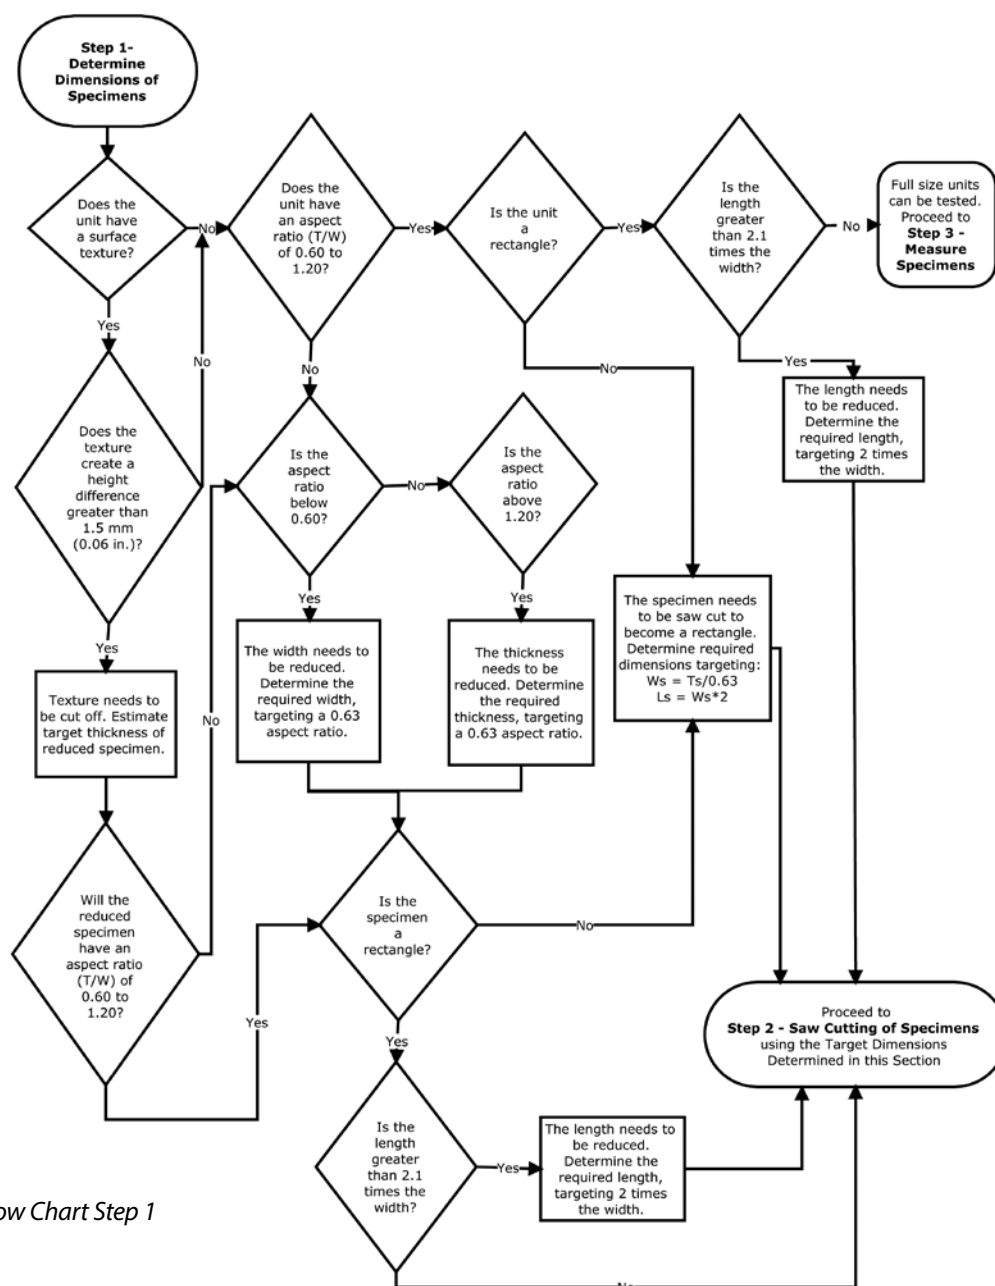 Step 1-
Determine
Dimensions of
Specimens
Does the
unit have
a surface
texture?
No
Does the
unit have
an aspect
ratio (T/W)
of 0.60 to
1.20?
Yes
Is the unit
a
rectangle?
Yes
Is the
length
greater
than 2.1
times the
width?
No
Full size units
can be tested.
Proceed to
Step 3 -
Measure
Specimens
Yes
No
No
No
Yes
The length needs
to be reduced.
Determine the
required length,
targeting 2 times
the width.
Does the
texture
create a
height
difference
greater than
1.5 mm
(0.06 in.)?
Is the
aspect
ratio
below
0.60?
No
Is the
aspect
ratio
above
1.20?
Yes
Yes
Yes
The specimen needs
to be saw cut to
become a rectangle.
Determine required
dimensions targeting:
Ws = Ts/0.63
Ls = Ws*2
Texture needs to
be cut off. Estimate
target thickness of
reduced specimen.
No
The width needs to
be reduced.
Determine the
required width,
targeting a 0.63
aspect ratio.
The thickness
needs to be
reduced. Determine
the required
thickness, targeting
a 0.63 aspect ratio.
Will the
reduced
specimen
have an
aspect ratio
(T/W) of
0.60 to
1.20?
Yes
Is the
specimen
a
rectangle?
No
Yes
Proceed to
Step 2 - Saw Cutting of Specimens
using the Target Dimensions
Determined in this Section
Is the
length
greater
than 2.1
times the
width?
Yes
The length needs to
be reduced.
Determine the
required length,
targeting 2 times
the width.
No
ow Chart Step 1